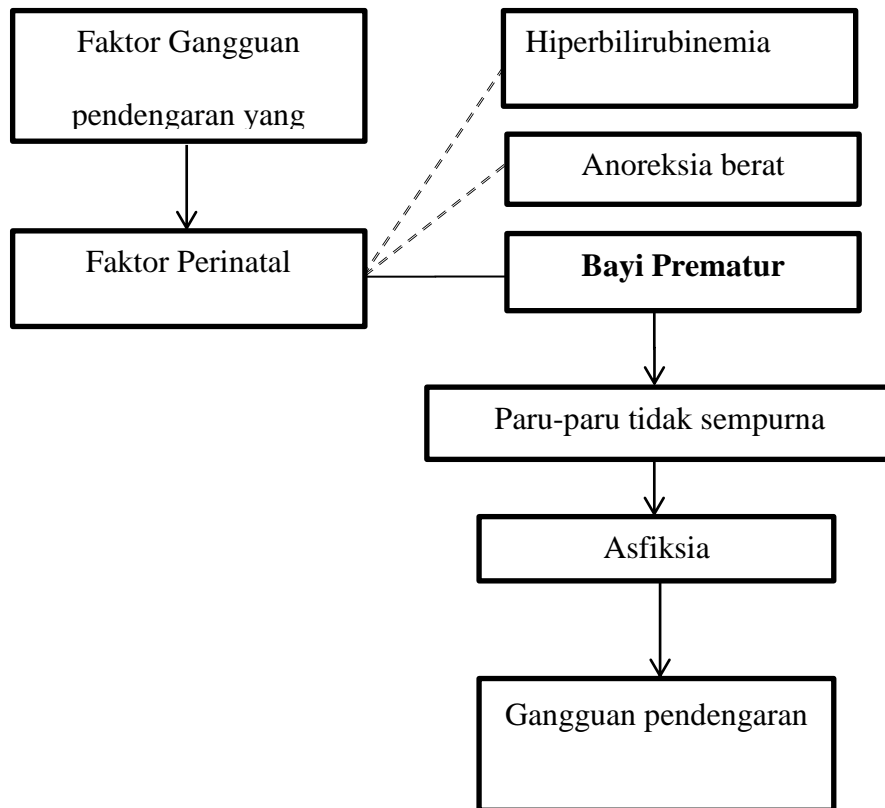 Faktor Gangguan
pendengaran yang
Faktor Perinatal
Hiperbilirubinemia
Anoreksia berat
Bayi Prematur
Paru-paru tidak sempurna
Asfiksia
Gangguan pendengaran